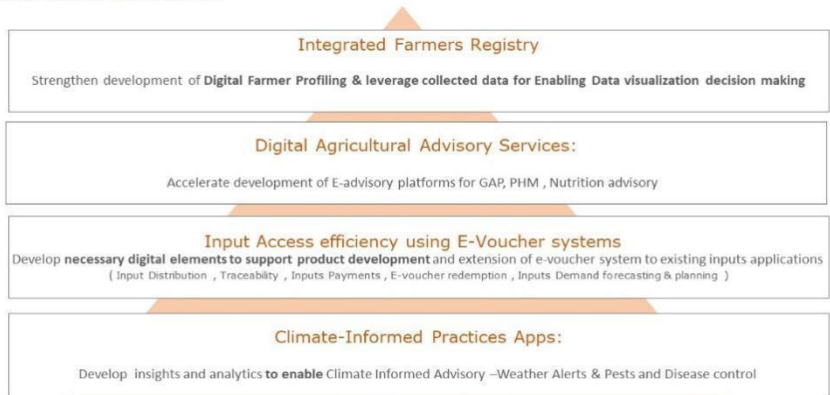 Integrated Farmers Registry
Strengthen development of Digital Farmer Profiling & leverage collected data for Enabling Data visualization decision making
Digital Agricultural Advisory Services:
Accelerate development of E-advisory platforms for GAP, PHM , Nutrition advisory
Input Access efficiency using E-Voucher systems
Develop necessary digital elements to support product development and extension of e-voucher system to existing inputs applications
( Input Distribution , Traceability , Inputs Payments , E-voucher redemption , Inputs Demand forecasting & planning )
Climate-Informed Practices Apps:
Develop insights and analytics to enable Climate Informed Advisory –Weather Alerts & Pests and Disease control